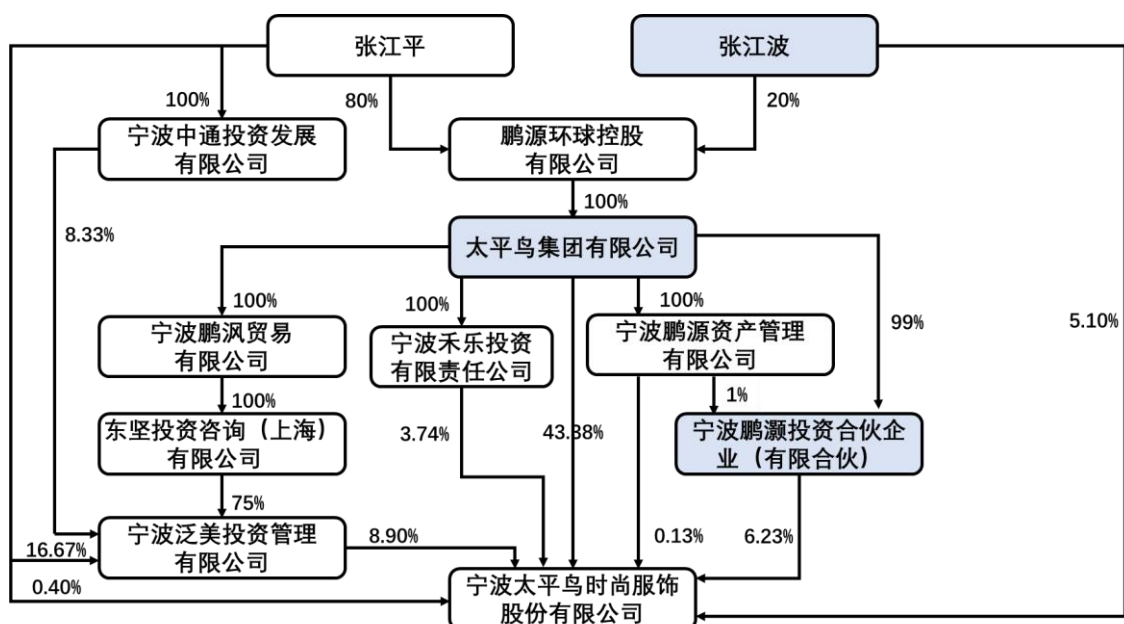 张江平
张江波
100%
80%
20%
宁波中通投资发展
有限公司
鹏源环球控股
有限公司
100%
8.33%
太平鸟集团有限公司
100%
100%
100%
99%
5.10%
宁波鹏沨贸易
有限公司
宁波禾乐投资
有限责任公司
宁波鹏源资产管理
有限公司
100%
1%
东坚投资咨询（上海）
有限公司
3.74%
43.38%
宁波鹏灏投资合伙企
业（有限合伙）
75%
宁波泛美投资管理
有限公司
8.90%
0.13%
6.23%
16.67%
0.40%
宁波太平鸟时尚服饰
股份有限公司